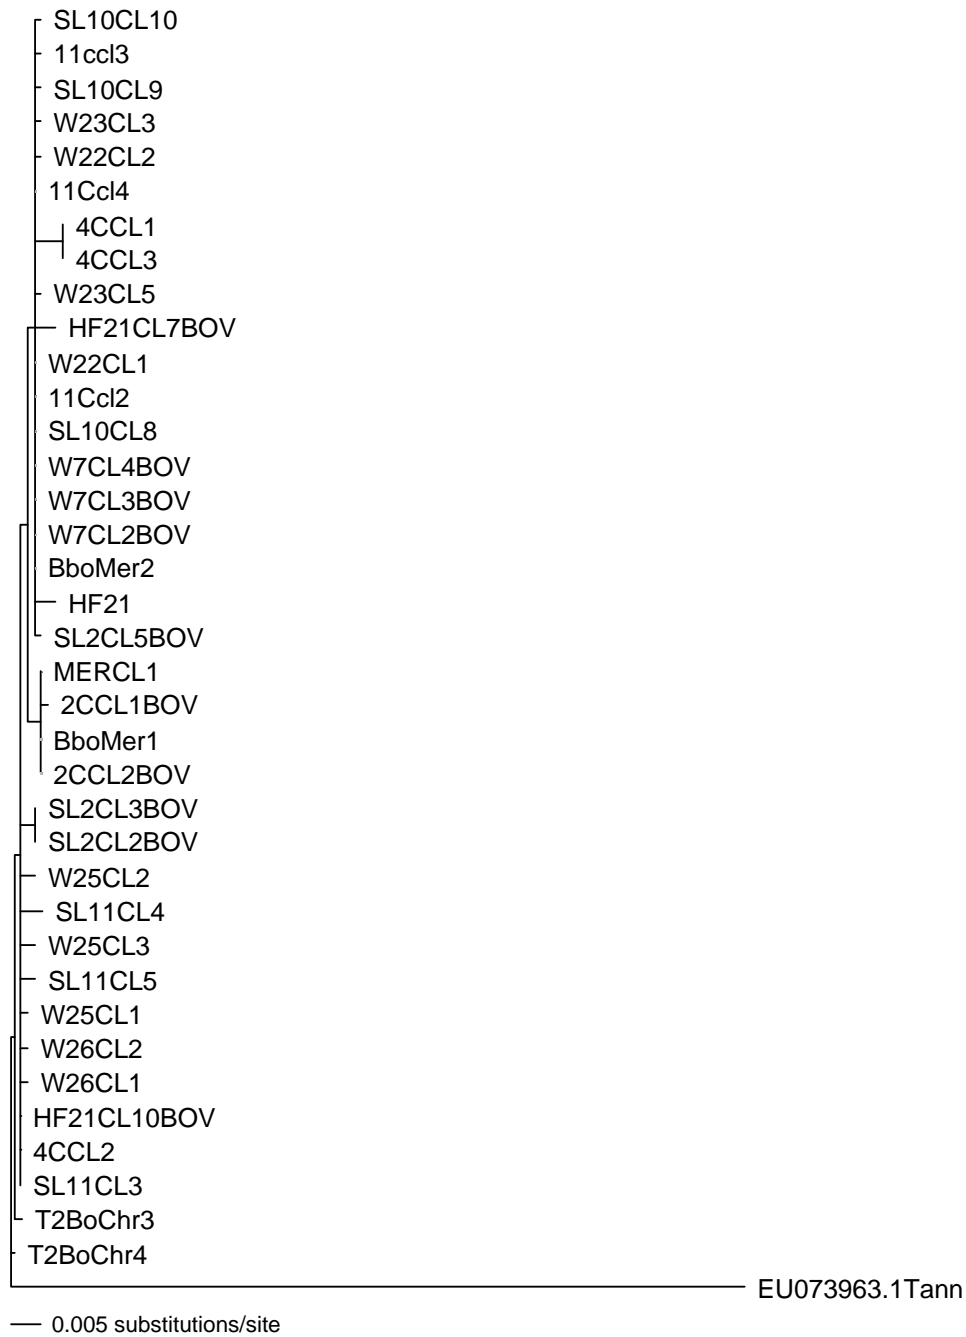 SL10CL10
11ccl3
SL10CL9
W23CL3
W22CL2
11Ccl4
4CCL1
4CCL3
W23CL5
HF21CL7BOV
W22CL1
11Ccl2
SL10CL8
W7CL4BOV
W7CL3BOV
W7CL2BOV
BboMer2
HF21
SL2CL5BOV
MERCL1
2CCL1BOV
BboMer1
2CCL2BOV
SL2CL3BOV
SL2CL2BOV
W25CL2
SL11CL4
W25CL3
SL11CL5
W25CL1
W26CL2
W26CL1
HF21CL10BOV
4CCL2
SL11CL3
T2BoChr3
T2BoChr4
EU073963.1Tann
0.005 substitutions/site